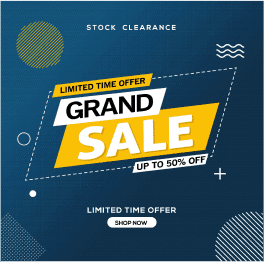 STOCK CLEARANCE
LIMITED TIME OFFER
GRAND
SALE
UP TO 50% OFF
LIMITED TIME OFFER
SHOP NOW